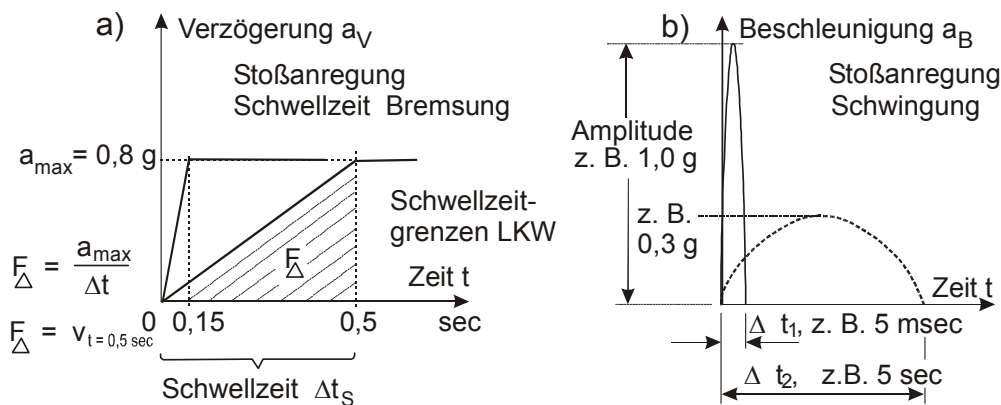 a)
Verzögerung a_V
Stoßanregung
Schwellzeit Bremsung
a_max = 0,8 g
Schwellzeit-
grenzen LKW
F_△
F_△ = a_max / Δt
Zeit t
0
0,15
0,5
sec
F_△ = v_t = 0,5 sec
Schwellzeit Δt_S
b)
Beschleunigung a_B
Stoßanregung
Schwingung
Amplitude
z. B. 1,0 g
z. B.
0,3 g
Zeit t
Δ t_1, z. B. 5 msec
Δ t_2, z.B. 5 sec